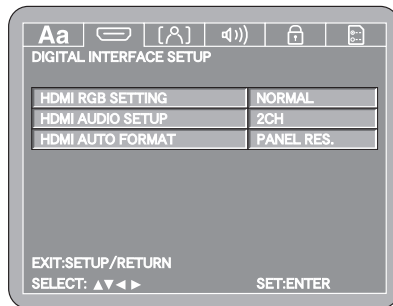 Aa
DIGITAL INTERFACE SETUP
HDMI RGB SETTING NORMAL
HDMI AUDIO SETUP 2CH
HDMI AUTO FORMAT PANEL RES.
EXIT:SETUP/RETURN
SELECT: ▲▼◄► SET:ENTER